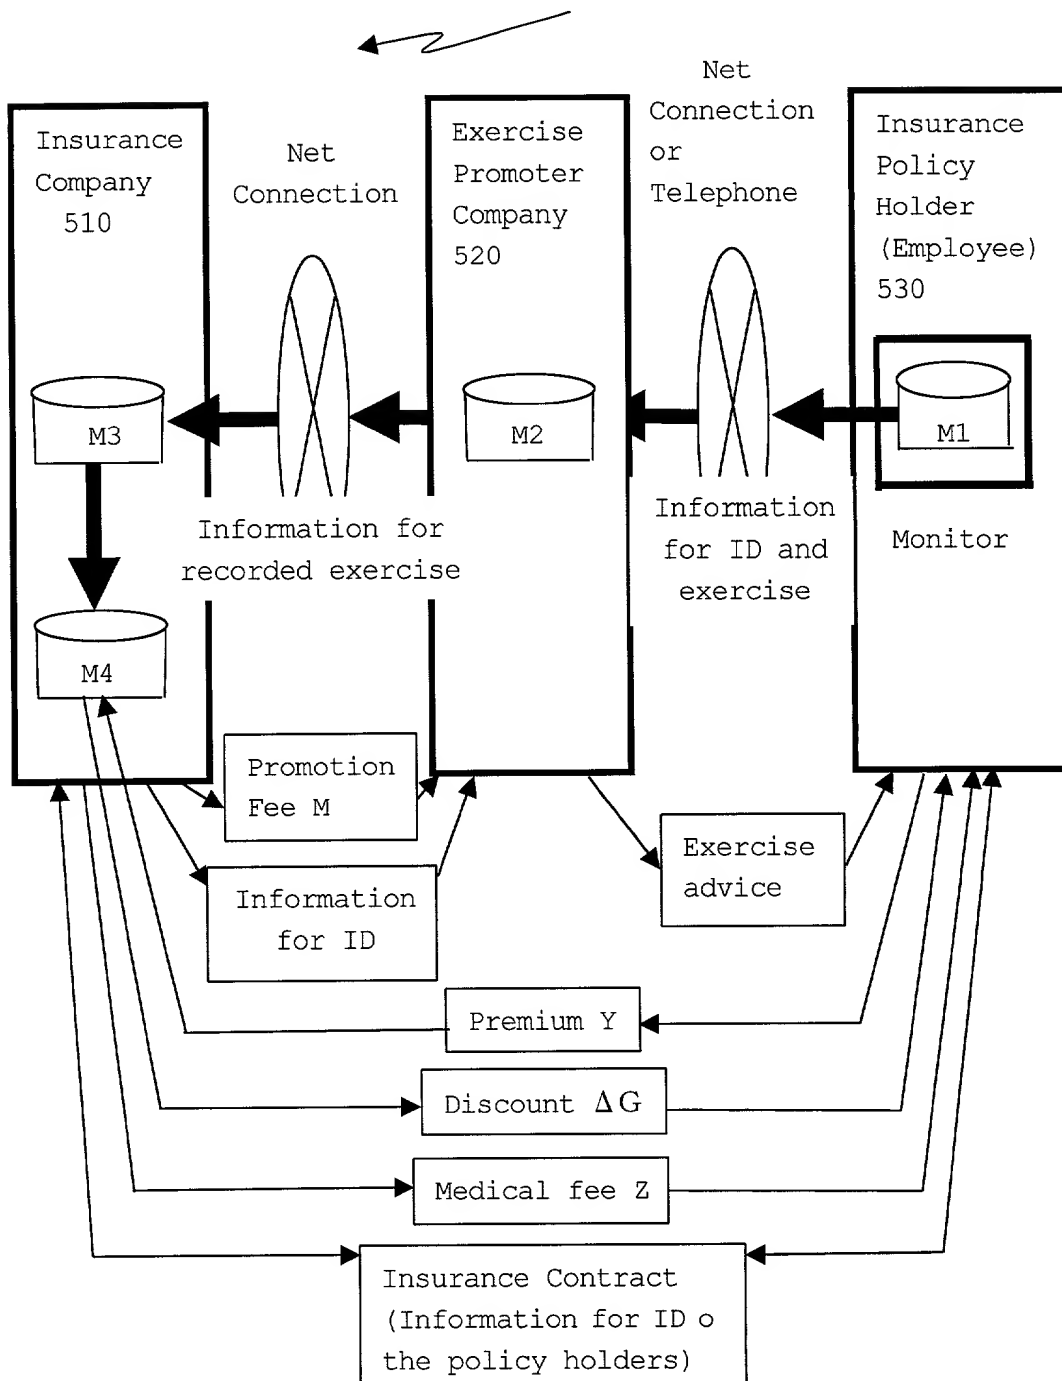 Net
Connection
or
Telephone
Insurance
Company
510
Net
Connection
Exercise
Promoter
Company
520
Insurance
Policy
Holder
(Employee)
530
M3
M2
M1
Information for
recorded exercise
Information
for ID and
exercise
Monitor
M4
Promotion
Fee M
Information
for ID
Exercise
advice
Premium Y
Discount ΔG
Medical fee Z
Insurance Contract
(Information for ID o
the policy holders)